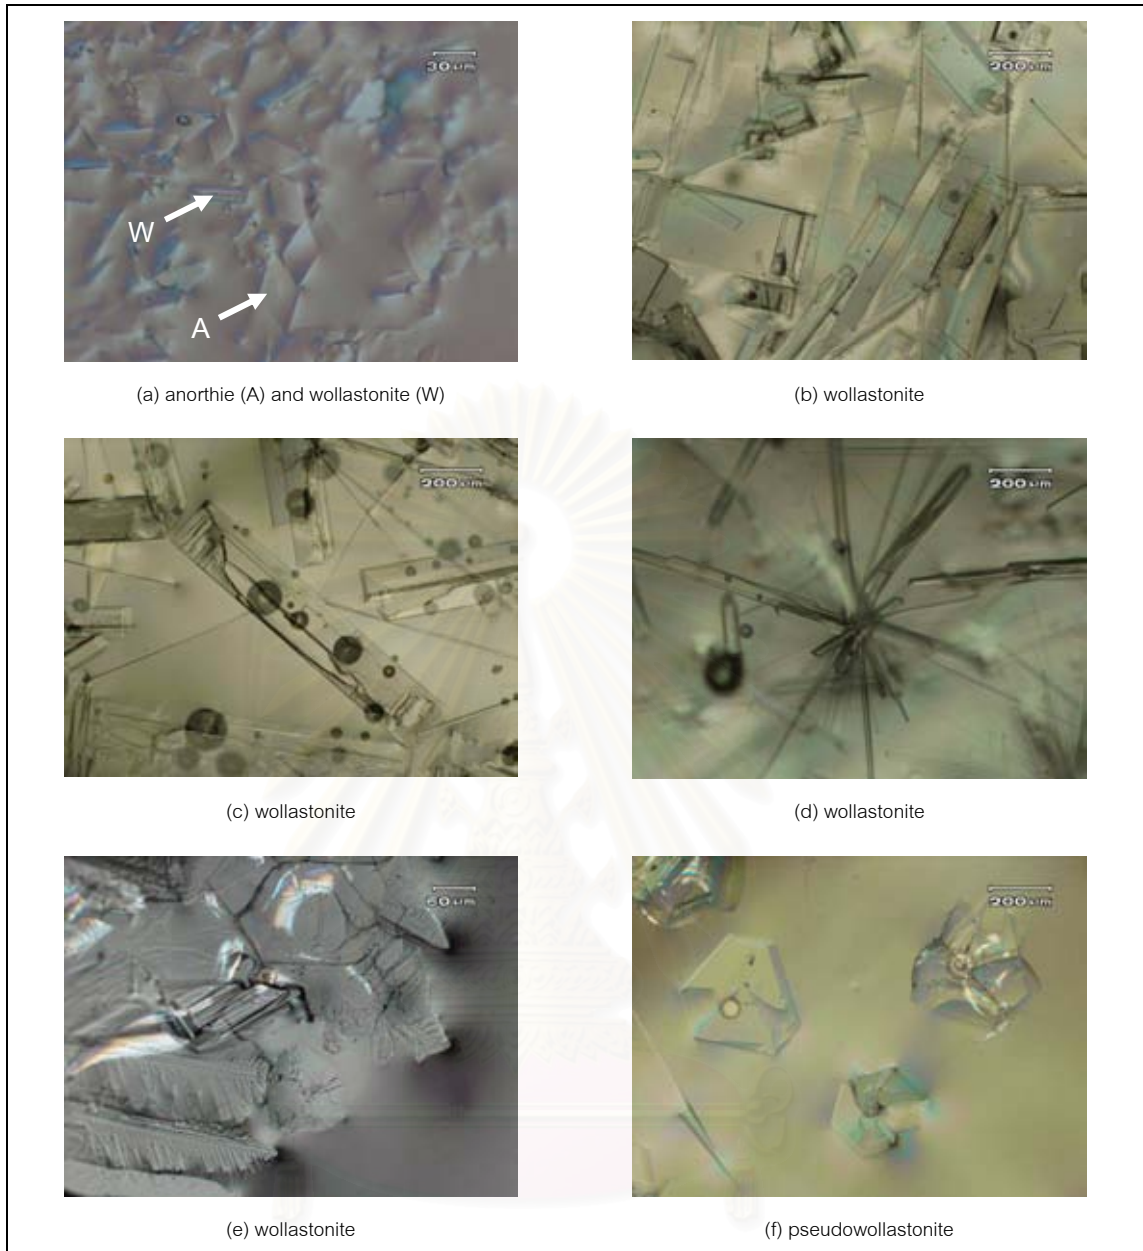 30 μm
200 μm
W
A
(a) anorthie (A) and wollastonite (W)
(b) wollastonite
200 μm
200 μm
(c) wollastonite
(d) wollastonite
50 μm
200 μm
(e) wollastonite
(f) pseudowollastonite